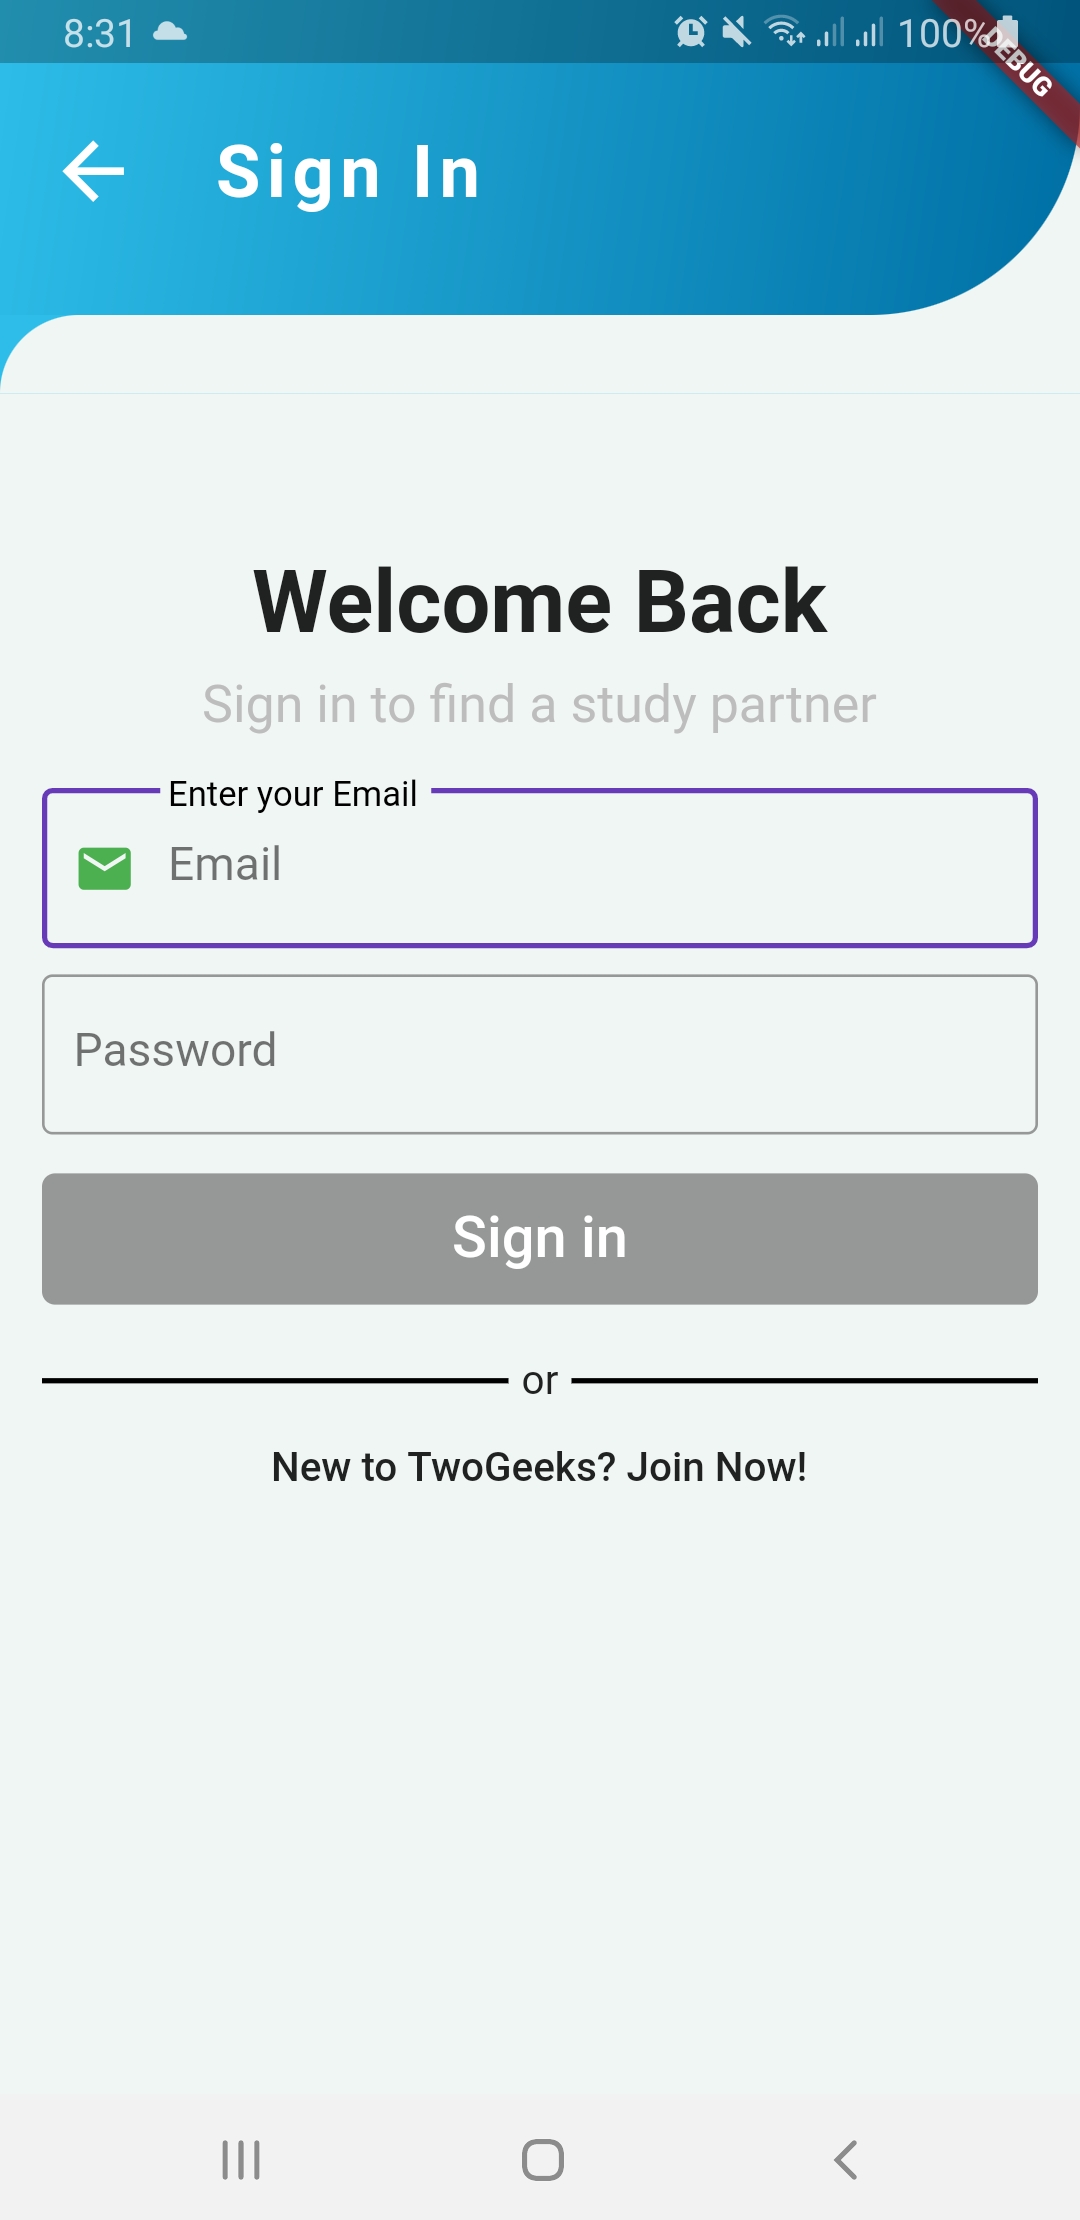 8:31 100%
DEBUG
Sign In
Welcome Back
Sign in to find a study partner
Enter your Email
Email
Password
Sign in
or
New to TwoGeeks? Join Now!